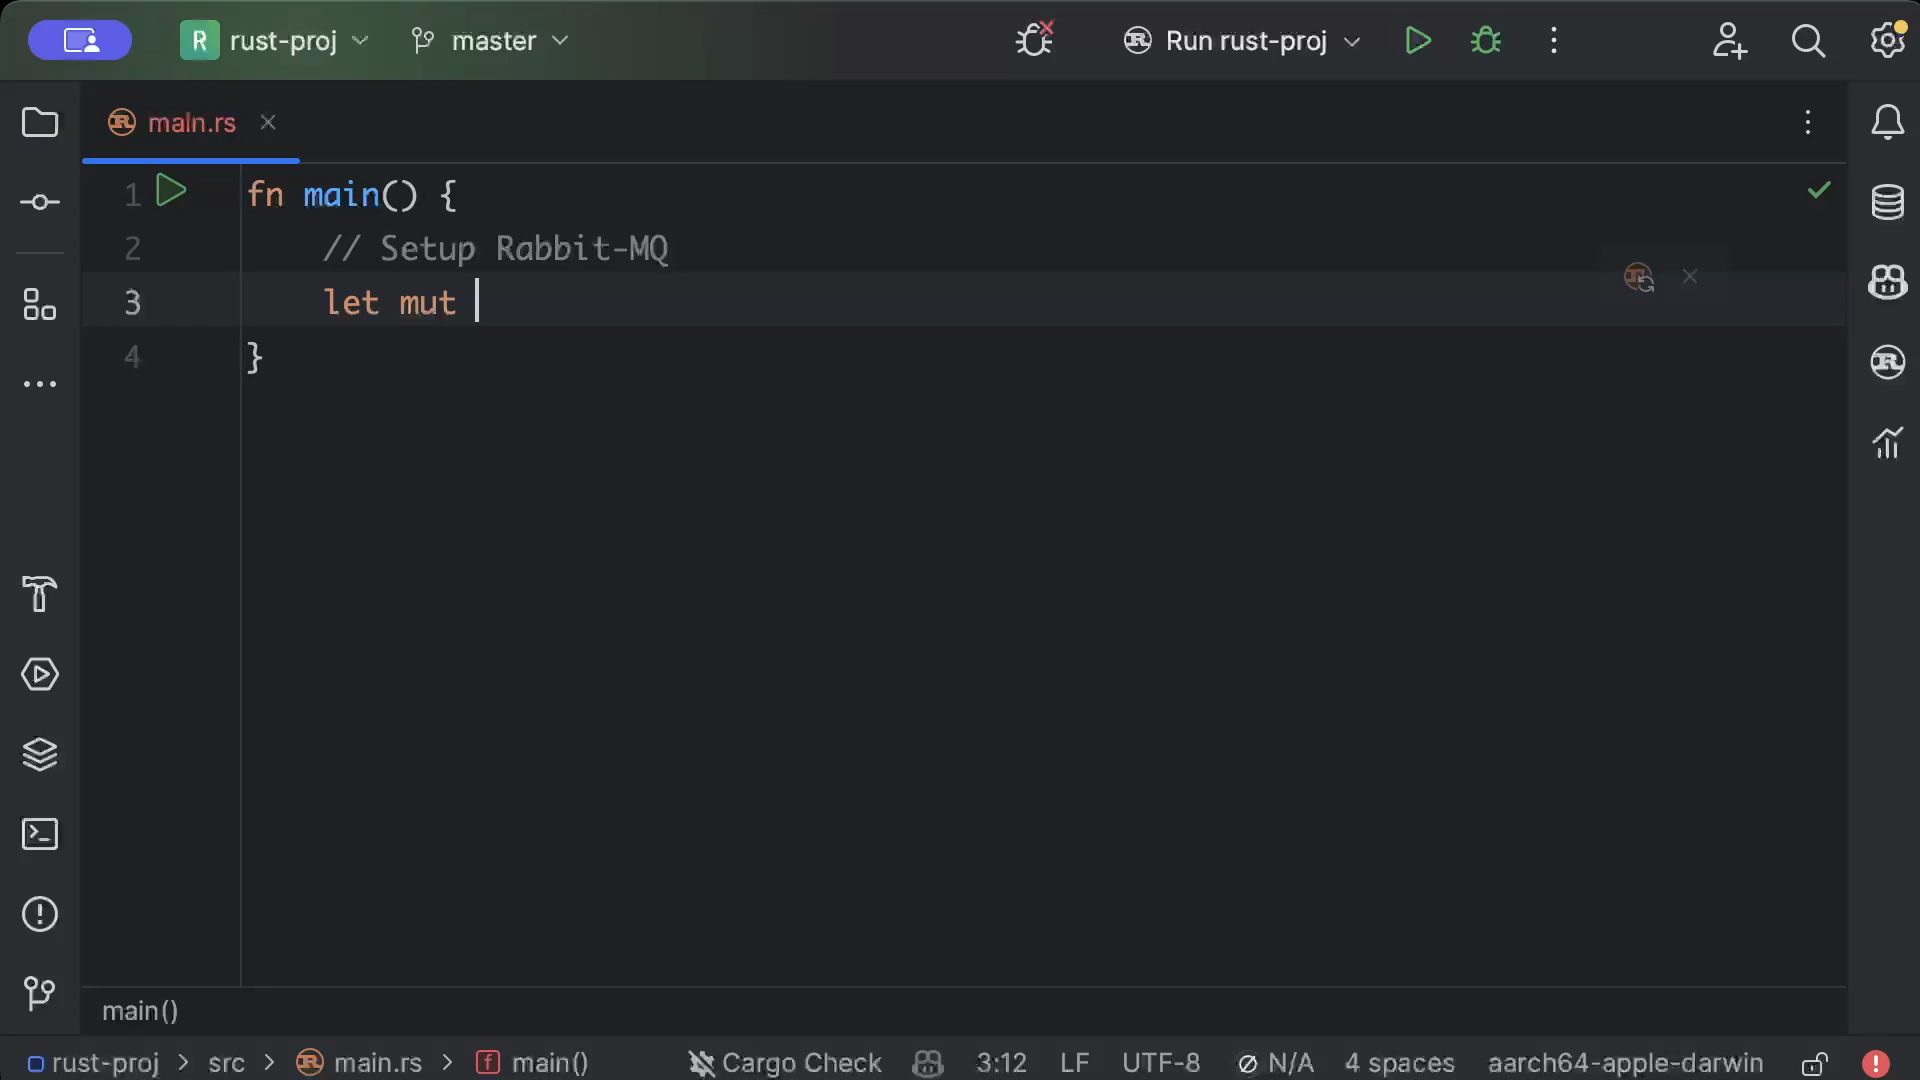 R rust-proj master Run rust-proj
maln.rs
1 fn main() {
2 // Setup Rabbit-MQ
3 let mut
4 }
main()
rust-proj > src > main.rs > f main() Cargo Check 3:12 LF UTF-8 N/A 4 spaces aarch64-apple-darwin